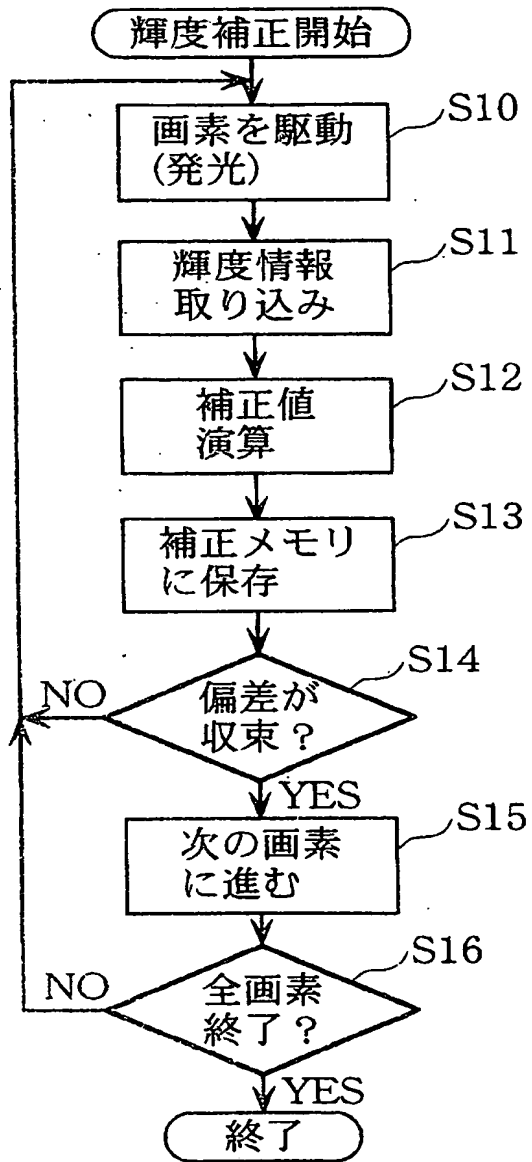 輝度補正開始
S10
画素を駆動
(発光)
S11
輝度情報
取り込み
S12
補正値
演算
S13
補正メモリ
に保存
S14
偏差が
収束?
NO
YES
S15
次の画素
に進む
S16
全画素
終了?
NO
YES
終了